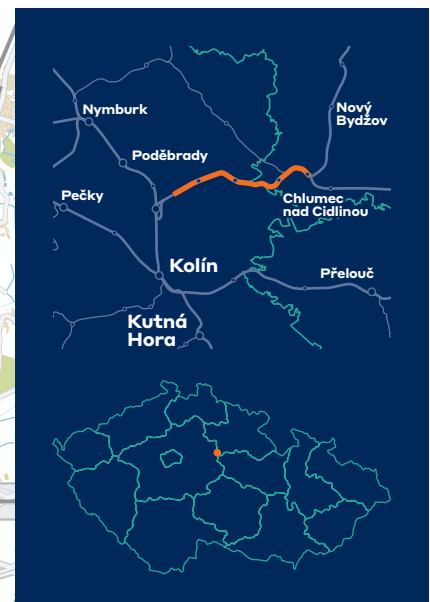 Nymburk
Nový
Bydžov
Poděbrady
Pečky
Chlumec
nad Cidlinou
Kolín
Přelouč
Kutná
Hora